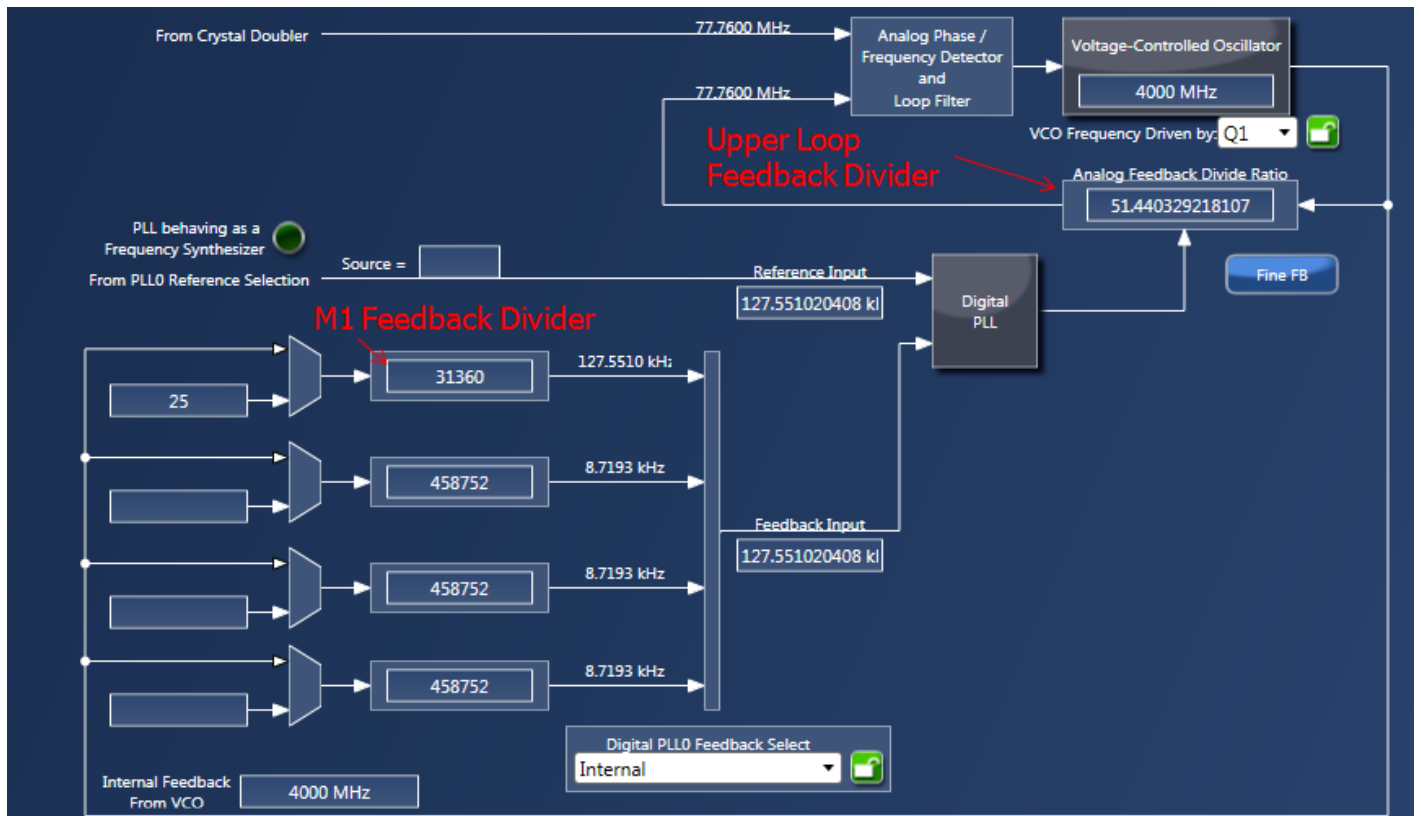 From Crystal Doubler
77.7600 MHz
Analog Phase /
Frequency Detector
and
Loop Filter
Voltage-Controlled Oscillator
4000 MHz
77.7600 MHz
VCO Frequency Driven by: Q1
Upper Loop
Feedback Divider
Analog Feedback Divide Ratio
51.440329218107
PLL behaving as a
Frequency Synthesizer
From PLL0 Reference Selection
Source =
Reference Input
127.551020408 kl
Digital
PLL
Fine FB
M1 Feedback Divider
31360
127.5510 kHz
25
458752
8.7193 kHz
Feedback Input
127.551020408 kl
458752
8.7193 kHz
458752
8.7193 kHz
Digital PLL0 Feedback Select
Internal
Internal Feedback
From VCO
4000 MHz